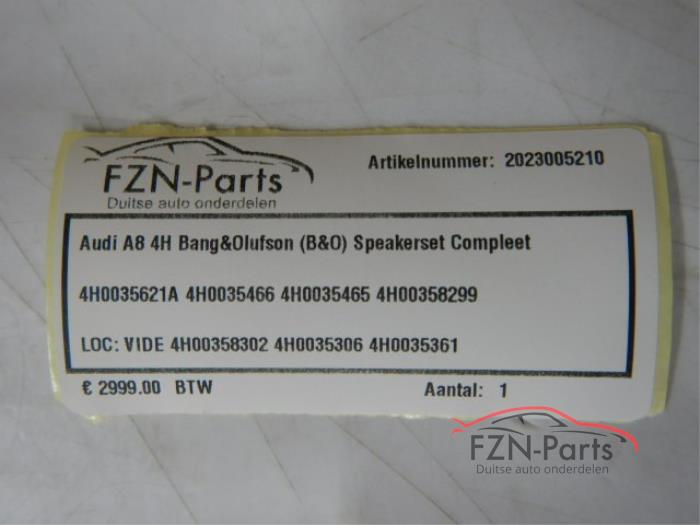 FZN-Parts
Duitse auto onderdelen
Artikelnummer: 2023005210
Audi A8 4H Bang&Olufson (B&O) Speakerset Compleet
4H0035621A 4H0035466 4H0035465 4H00358299
LOC: VIDE 4H00358302 4H0035306 4H0035361
€ 2999.00 BTW
Aantal: 1
FZN-Parts
Duitse auto onderdelen